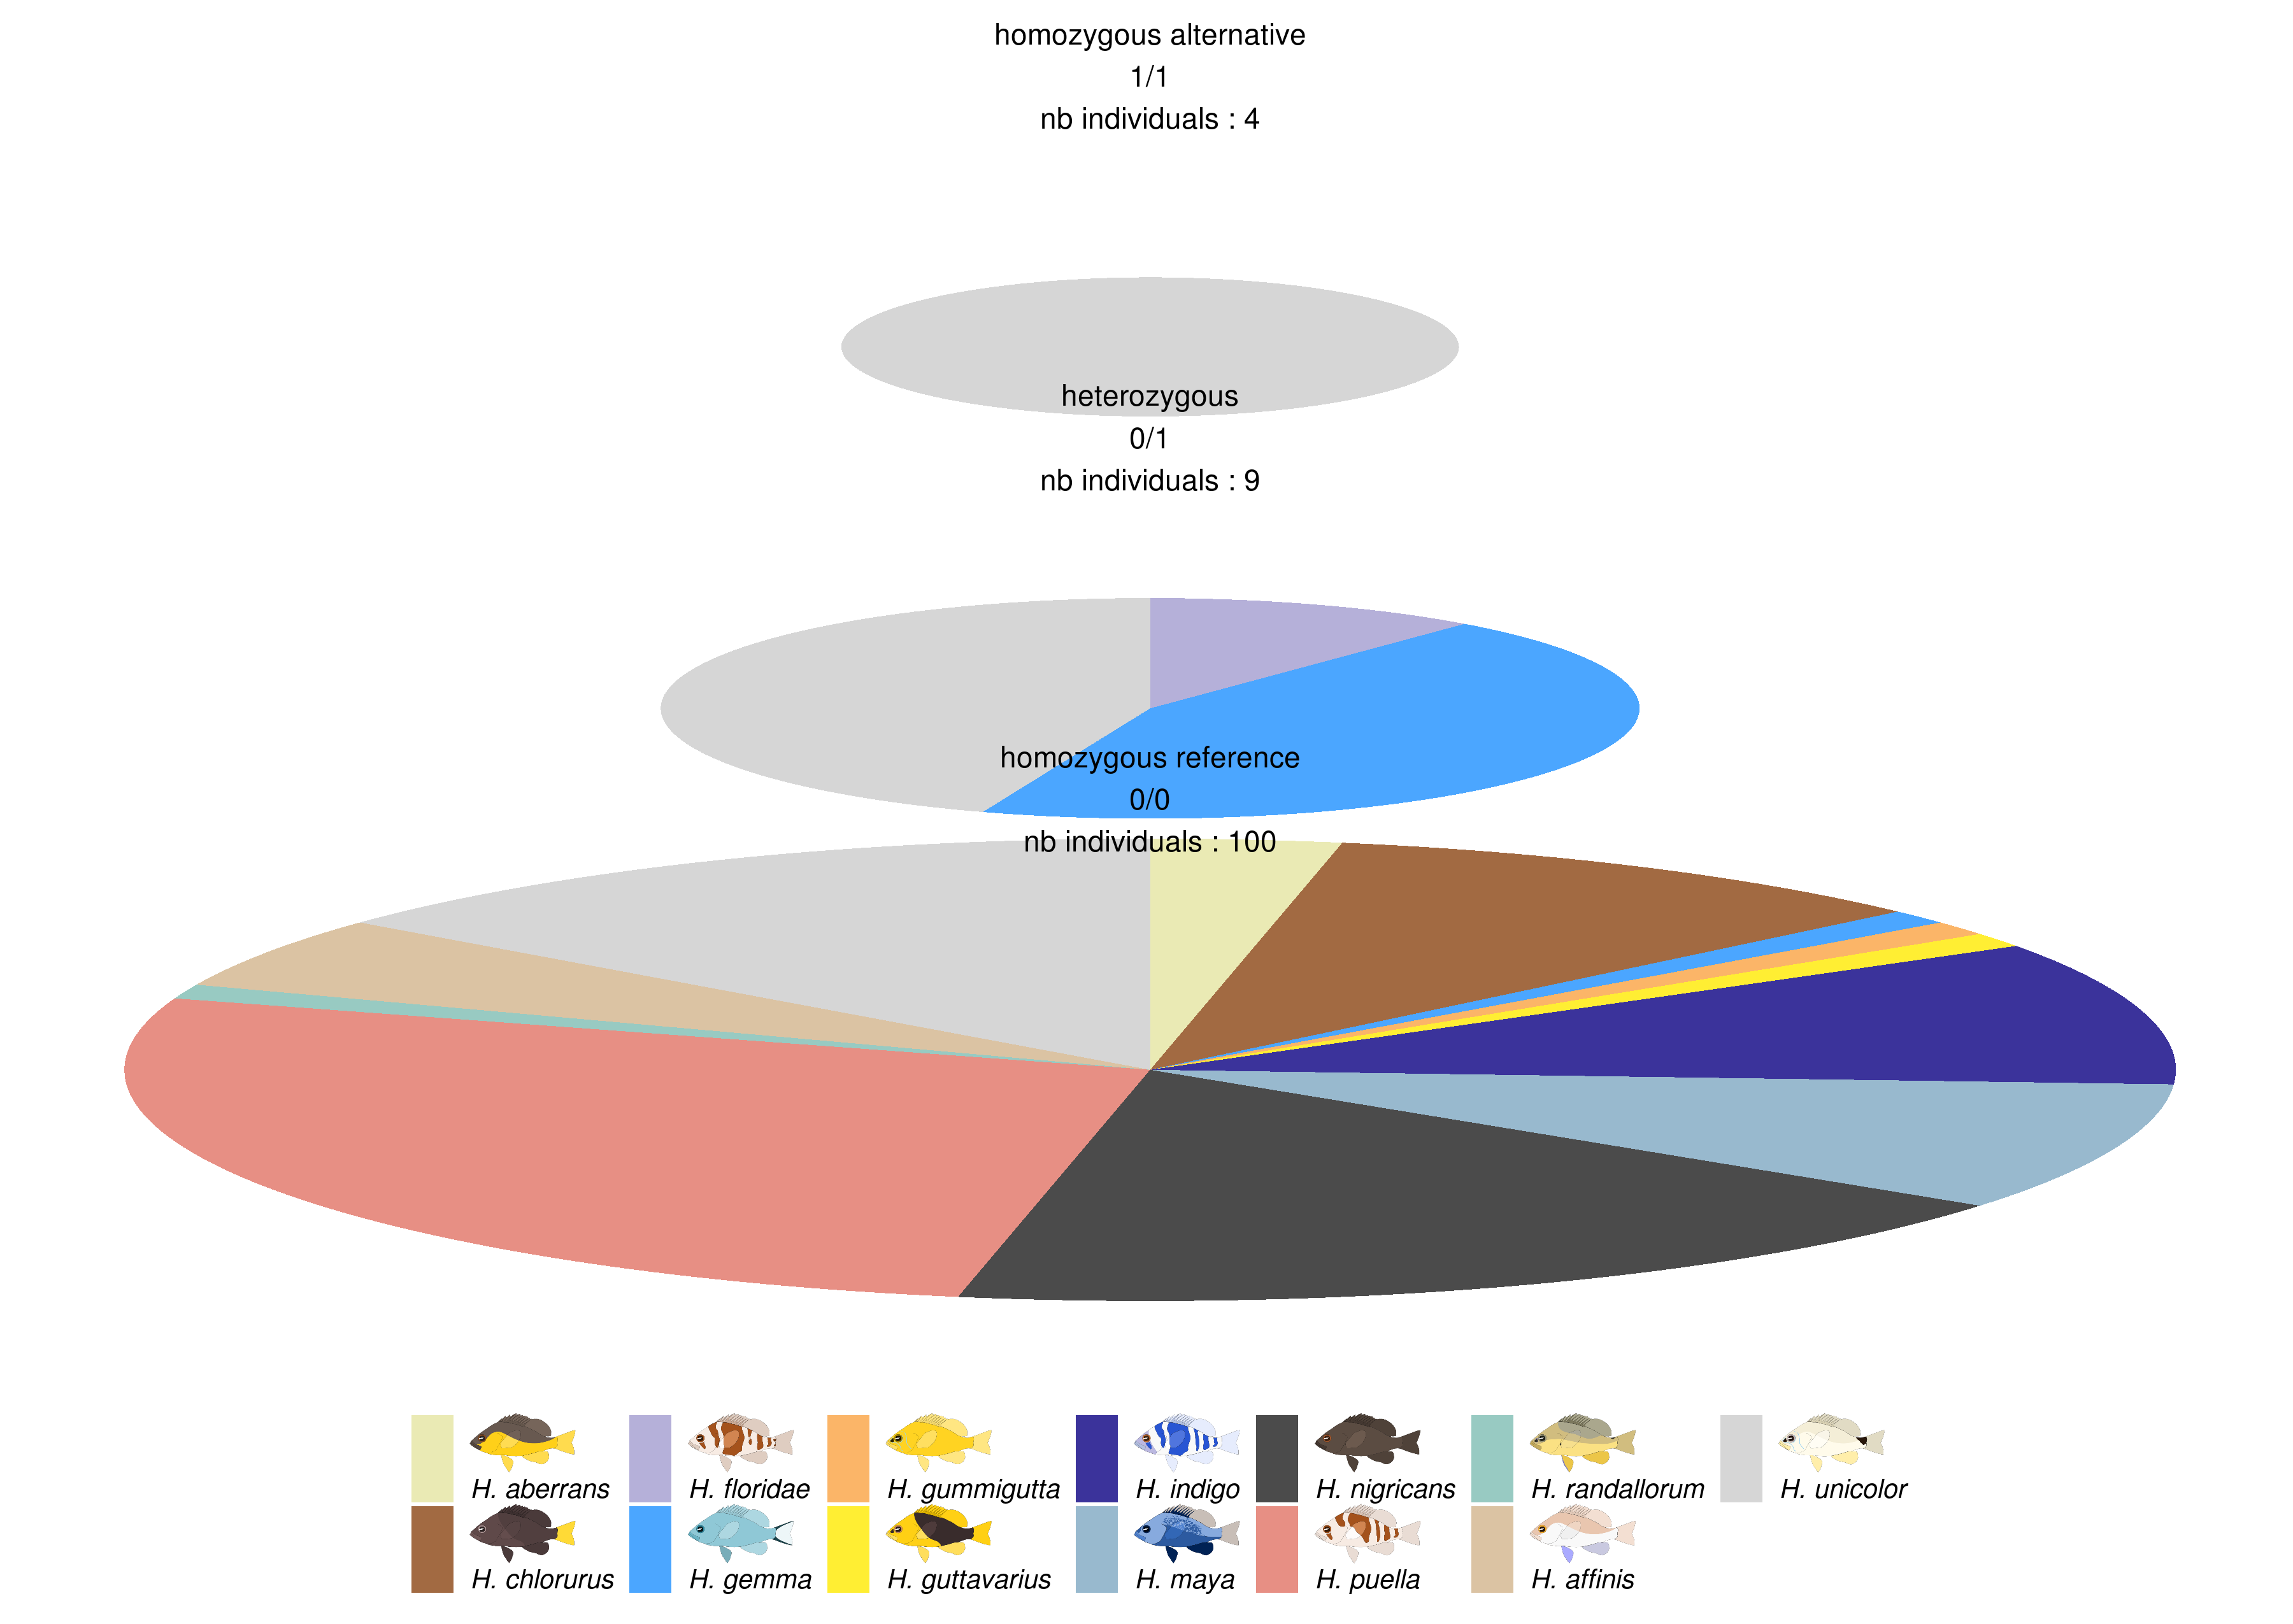 homozygous alternative
1/1
nb individuals : 4
heterozygous
0/1
nb individuals : 9
homozygous reference
0/0
nb individuals : 100
H. aberrans
H. floridae
H. gummigutta
H. indigo
H. nigricans
H. randallorum
H. unicolor
H. chlorurus
H. gemma
H. guttavarius
H. maya
H. puella
H. affinis